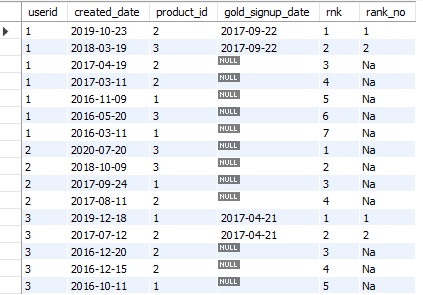 userid created_date product_id gold_signup_date rnk rank_no
1 2019-10-23 2 2017-09-22 1 1
1 2018-03-19 3 2017-09-22 2 2
1 2017-04-19 2 NULL 3 Na
1 2017-03-11 2 NULL 4 Na
1 2016-11-09 1 NULL 5 Na
1 2016-05-20 3 NULL 6 Na
1 2016-03-11 1 NULL 7 Na
2 2020-07-20 3 NULL 1 Na
2 2018-10-09 3 NULL 2 Na
2 2017-09-24 1 NULL 3 Na
2 2017-08-11 2 NULL 4 Na
3 2019-12-18 1 2017-04-21 1 1
3 2017-07-12 2 2017-04-21 2 2
3 2016-12-20 2 NULL 3 Na
3 2016-12-15 2 NULL 4 Na
3 2016-10-11 1 NULL 5 Na